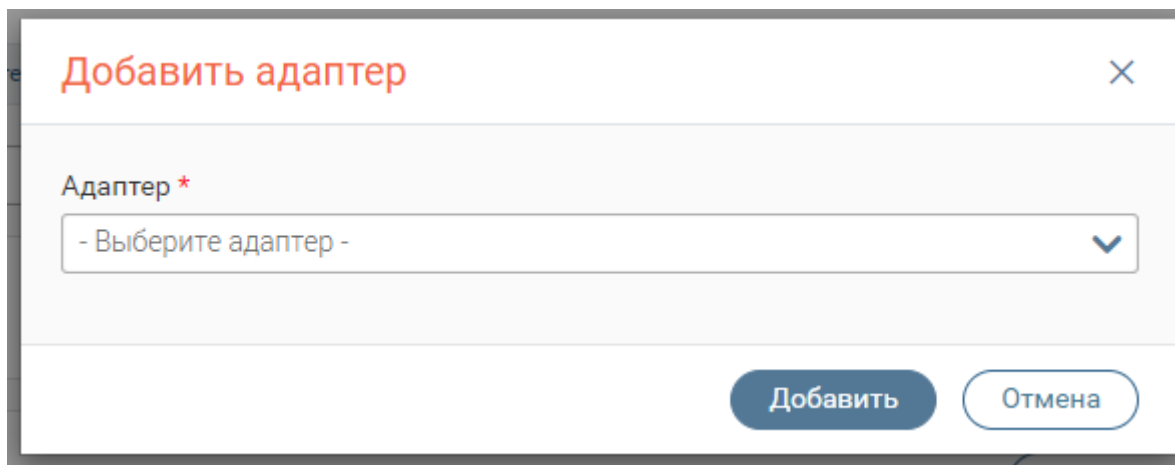 Добавить адаптер
Адаптер *
- Выберите адаптер -
Добавить Отмена